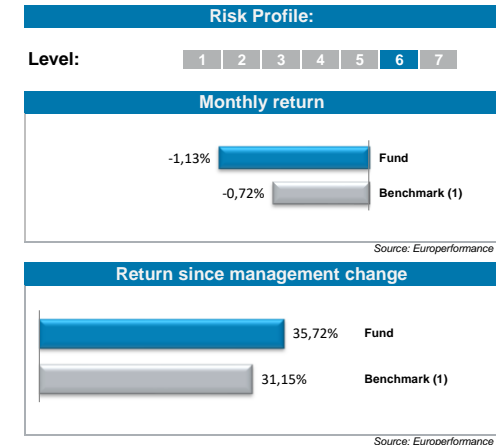 Risk Profile:
Level: 1 2 3 4 5 6 7
Monthly return
-1,13% Fund
-0,72% Benchmark (1)
Source: Europerformance
Return since management change
35,72% Fund
31,15% Benchmark (1)
Source: Europerformance